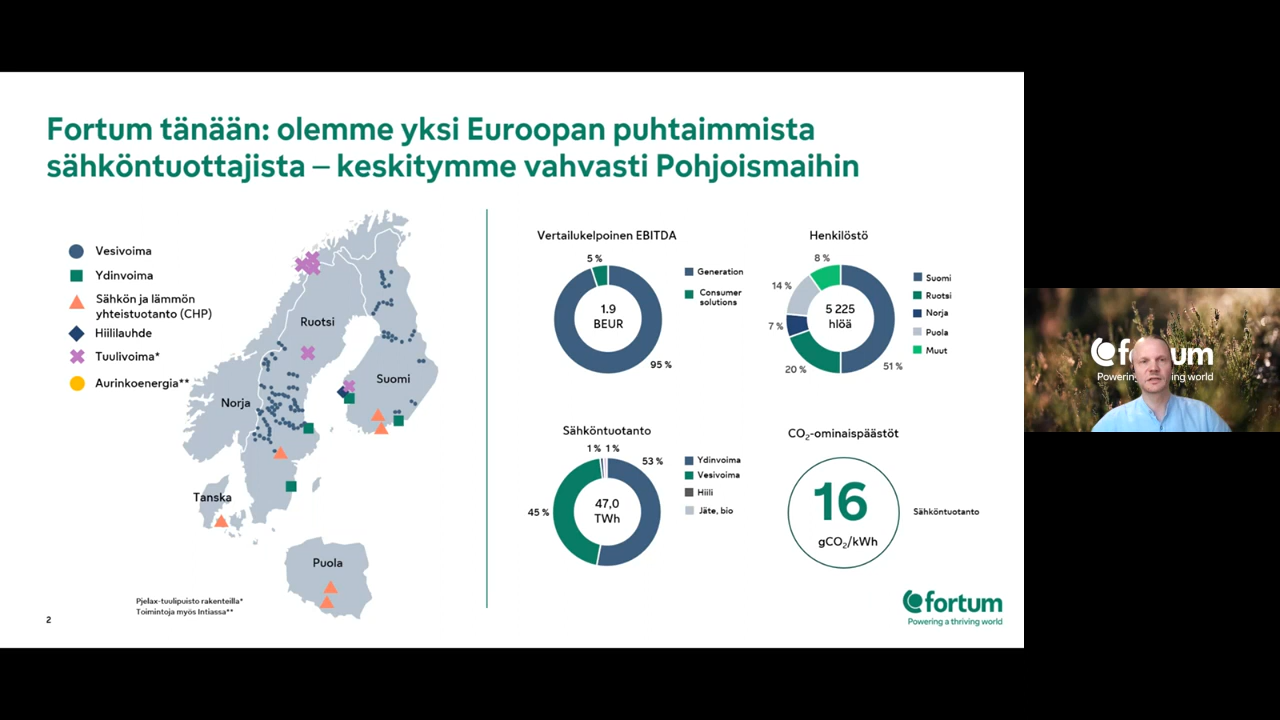 Fortum tänään: olemme yksi Euroopan puhtaimmista
sähköntuottajista – keskitymme vahvasti Pohjoismaihin
Vesivoima
Ydinvoima
Sähkön ja lämmön
yhteistuotanto (CHP)
Hiililauhde
Tuulivoima*
Aurinkoenergia**
Ruotsi
Suomi
Norja
Tanska
Puola
Pjelax-tuulipuisto rakenteilla*
Toimintoja myös Intiassa**
2
Vertailukelpoinen EBITDA
5 %
1.9
BEUR
95 %
Generation
Consumer
solutions
Henkilöstö
8 %
14 %
7 %
20 %
51 %
5 225
hlöä
Suomi
Ruotsi
Norja
Puola
Muut
Sähköntuotanto
1 % 1 %
53 %
45 %
47,0
TWh
Ydinvoima
Vesivoima
Hiili
Jäte, bio
CO₂-ominaispäästöt
16
gCO₂/kWh
Sähköntuotanto
fortum
Powering a thriving world